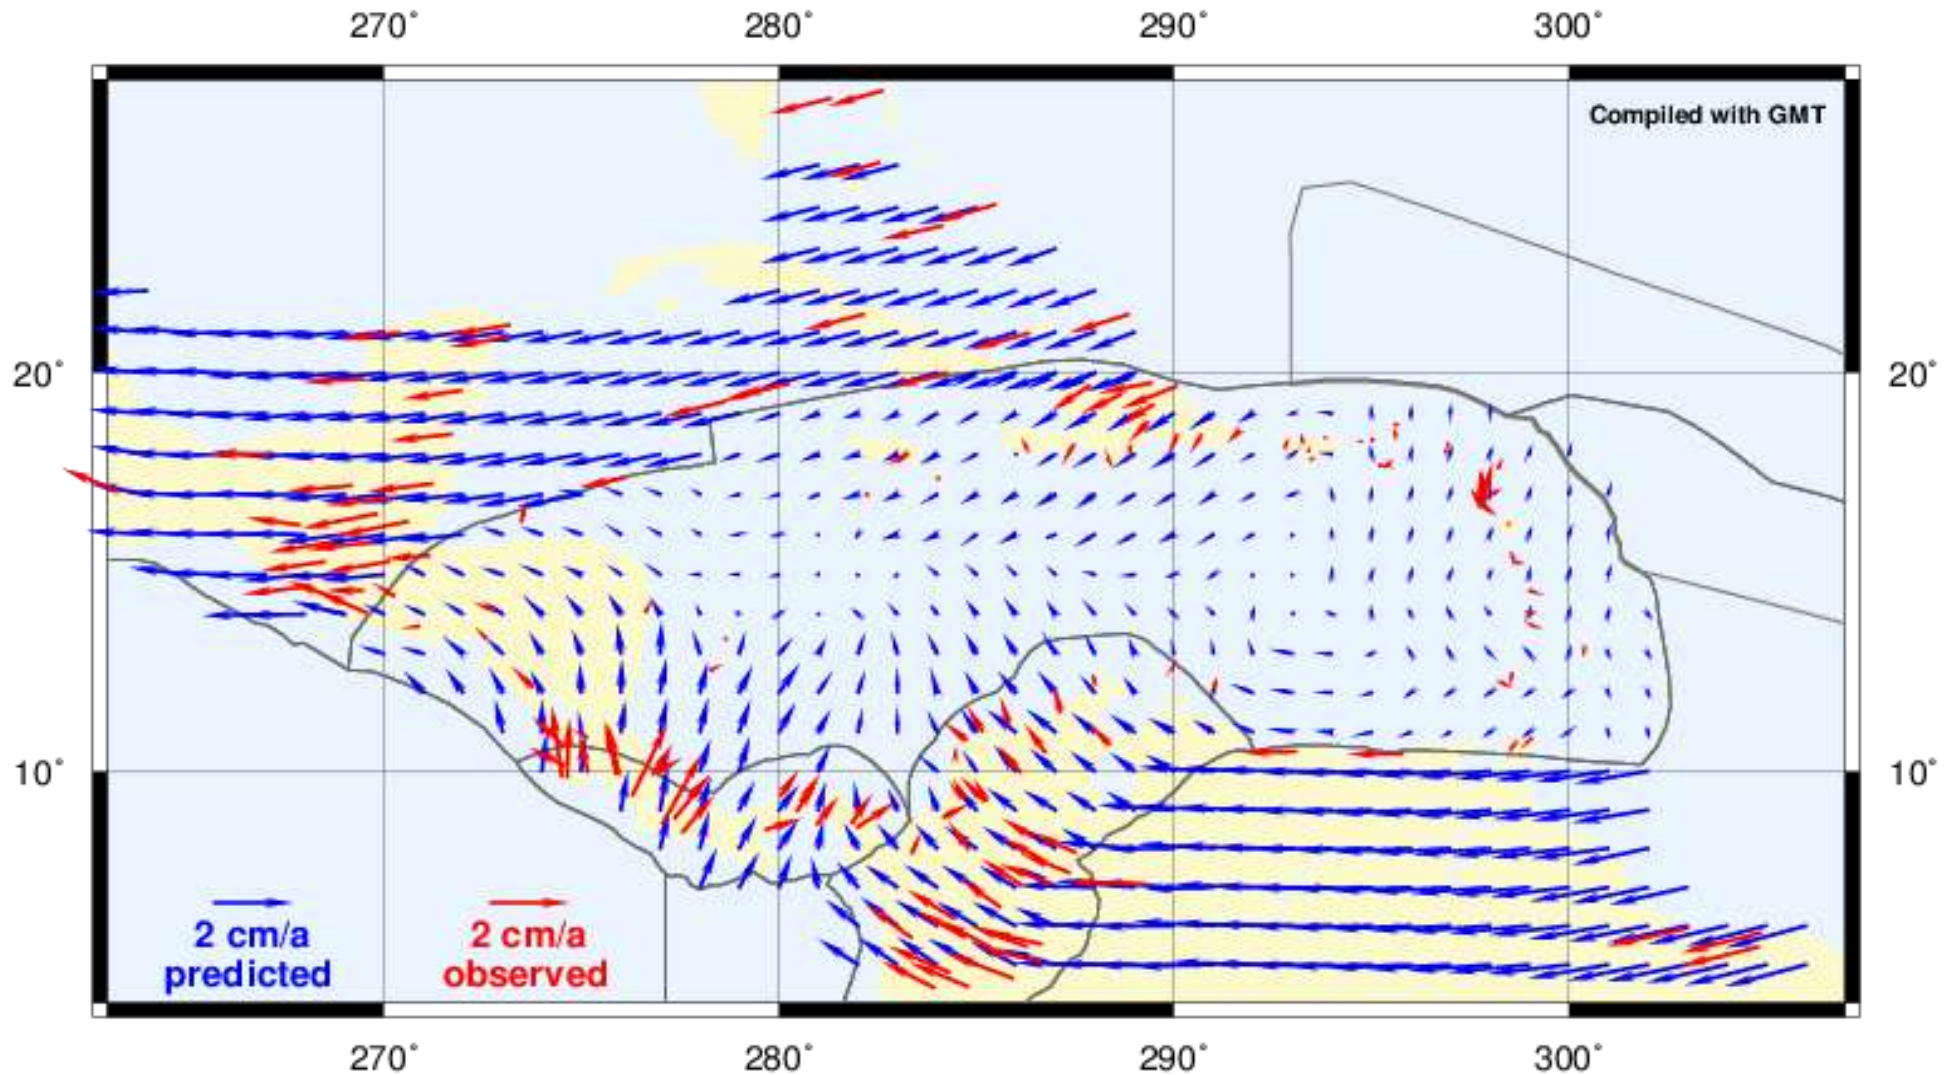 270° 280° 290° 300°
Compiled with GMT
20° 20°
10° 10°
2 cm/a 2 cm/a
predicted observed
270° 280° 290° 300°